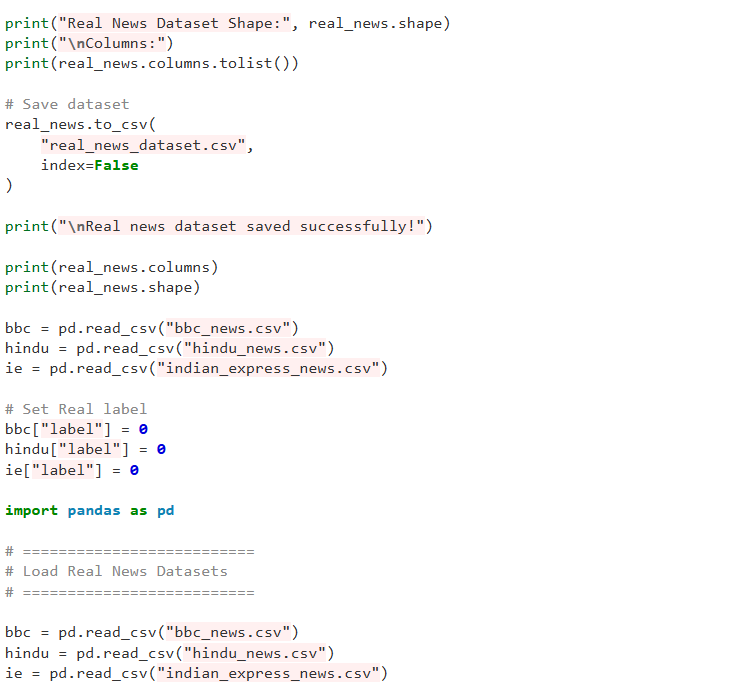 print("Real News Dataset Shape:", real_news.shape)
print("\nColumns:")
print(real_news.columns.tolist())

# Save dataset
real_news.to_csv(
    "real_news_dataset.csv",
    index=False
)

print("\nReal news dataset saved successfully!")

print(real_news.columns)
print(real_news.shape)

bbc = pd.read_csv("bbc_news.csv")
hindu = pd.read_csv("hindu_news.csv")
ie = pd.read_csv("indian_express_news.csv")

# Set Real label
bbc["label"] = 0
hindu["label"] = 0
ie["label"] = 0

import pandas as pd

# ==========================
# Load Real News Datasets
# ==========================

bbc = pd.read_csv("bbc_news.csv")
hindu = pd.read_csv("hindu_news.csv")
ie = pd.read_csv("indian_express_news.csv")